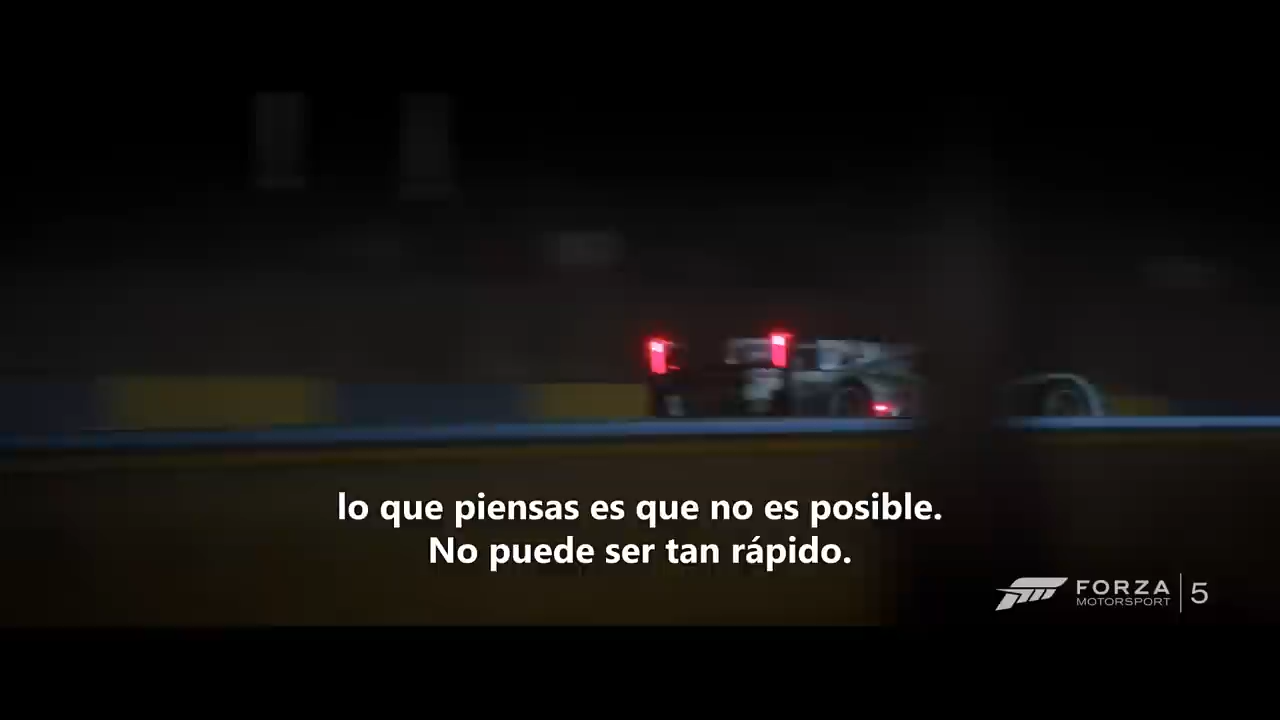 lo que piensas es que no es posible.
No puede ser tan rápido.
FORZA
MOTORSPORT
5